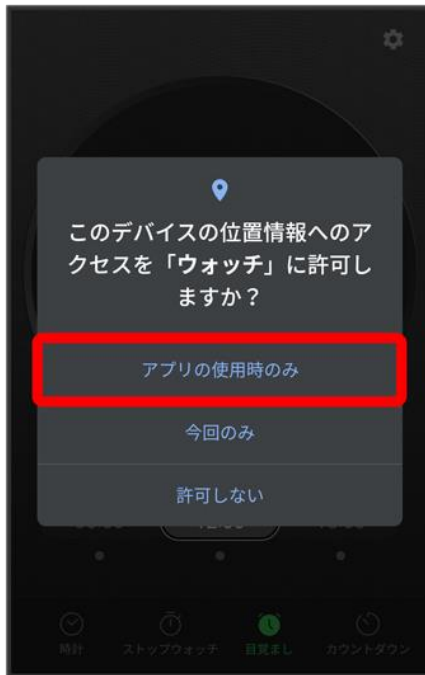 このデバイスの位置情報へのア
クセスを「ウォッチ」に許可し
ますか？
アプリの使用時のみ
今回のみ
許可しない
時計 ストップウォッチ 目覚まし カウントダウン